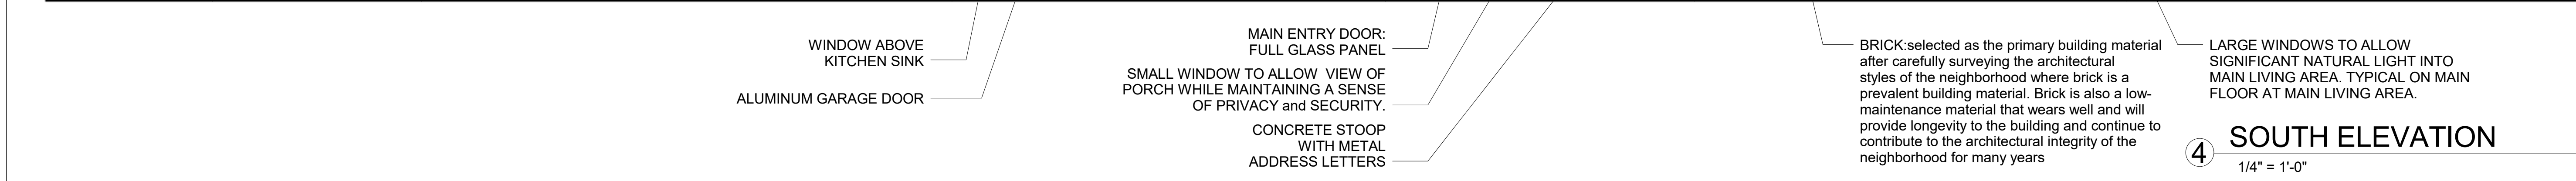 WINDOW ABOVE
KITCHEN SINK
ALUMINUM GARAGE DOOR
MAIN ENTRY DOOR:
FULL GLASS PANEL
SMALL WINDOW TO ALLOW  VIEW OF
PORCH WHILE MAINTAINING A SENSE
OF PRIVACY and SECURITY.
CONCRETE STOOP
WITH METAL
ADDRESS LETTERS
BRICK:selected as the primary building material
after carefully surveying the architectural
styles of the neighborhood where brick is a
prevalent building material. Brick is also a low-
maintenance material that wears well and will
provide longevity to the building and continue to
contribute to the architectural integrity of the
neighborhood for many years
LARGE WINDOWS TO ALLOW
SIGNIFICANT NATURAL LIGHT INTO
MAIN LIVING AREA. TYPICAL ON MAIN
FLOOR AT MAIN LIVING AREA.
4 SOUTH ELEVATION
1/4" = 1'-0"